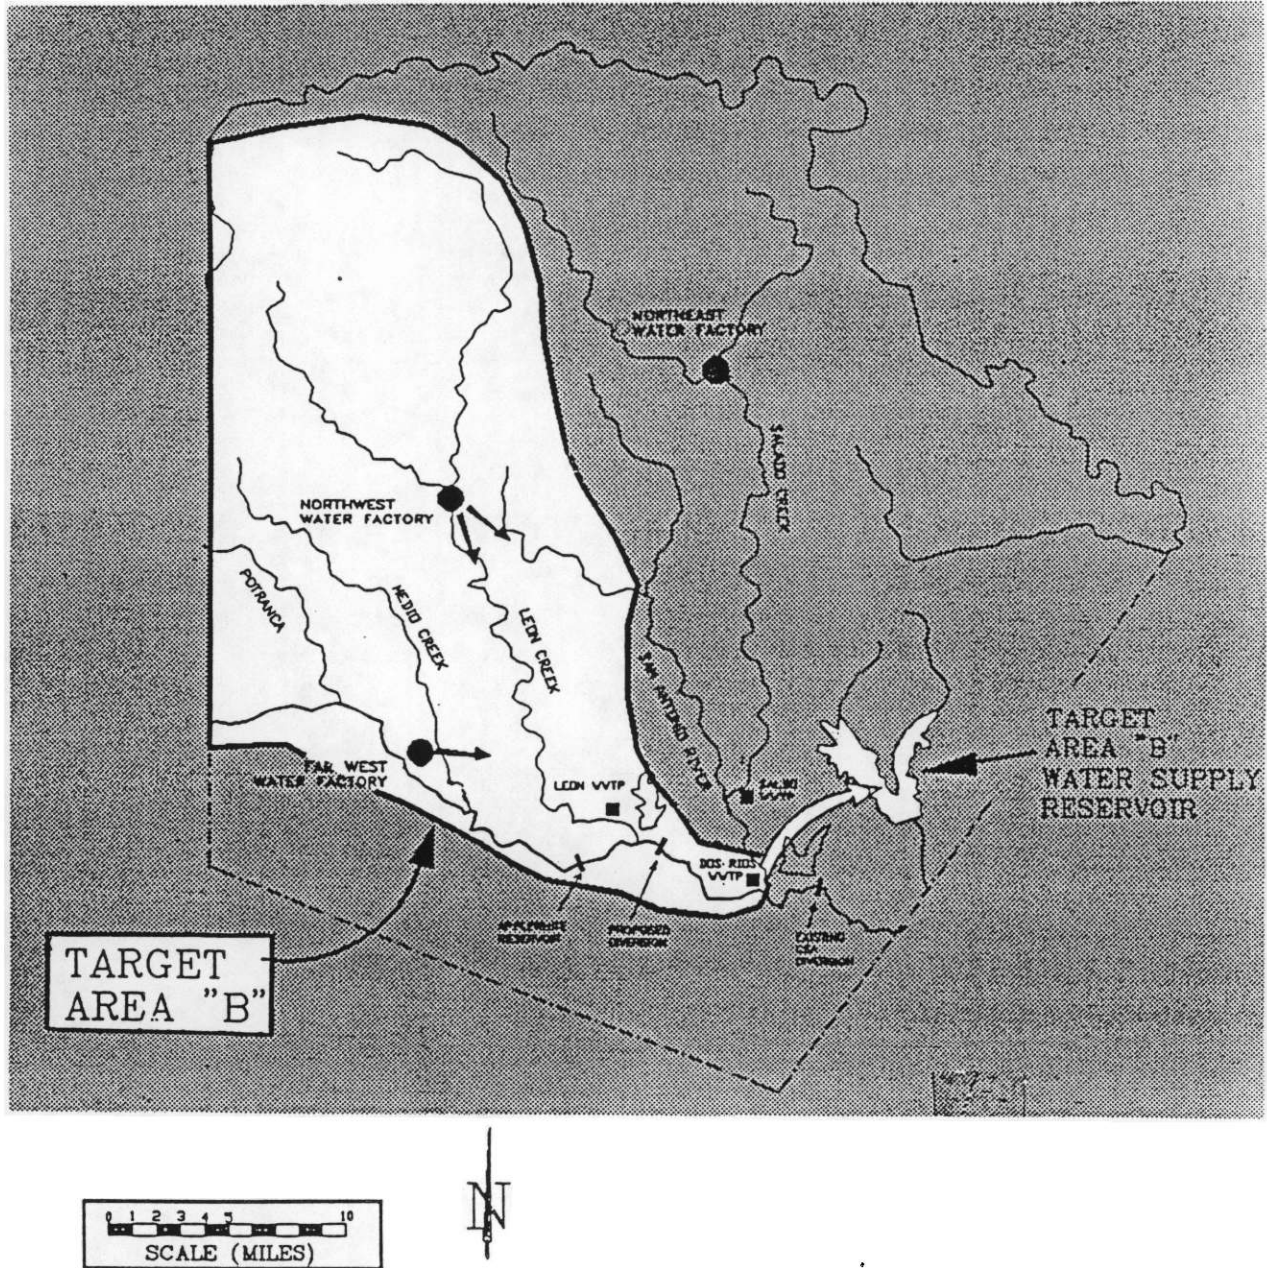 NORTHEAST
WATER FACTORY
SALADO CREEK
NORTHWEST
WATER FACTORY
POTRANCA
MEDIO CREEK
LEON CREEK
SAN ANTONIO RIVER
TARGET
AREA "B"
WATER SUPPLY
RESERVOIR
FAR WEST
WATER FACTORY
LEON WWTP
WWTP
DOS RIOS
WWTP
APPLEWHITE
RESERVOIR
PROPOSED
DIVERSION
EXISTING
DIVERSION
TARGET
AREA "B"
N
0 1 2 3 4 5 10
SCALE (MILES)